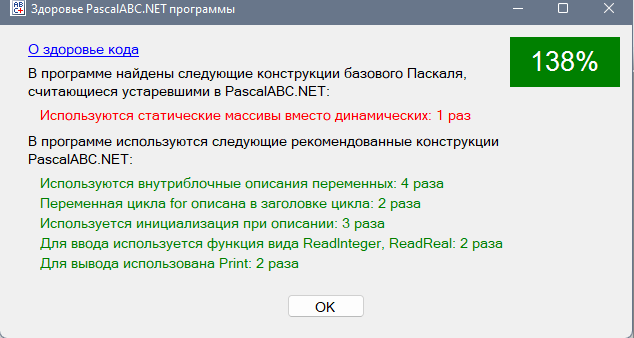 Здоровье PascalABC.NET программы
О здоровье кода
138%
В программе найдены следующие конструкции базового Паскаля,
считающиеся устаревшими в PascalABC.NET:
Используются статические массивы вместо динамических: 1 раз
В программе используются следующие рекомендованные конструкции
PascalABC.NET:
Используются внутриблочные описания переменных: 4 раза
Переменная цикла for описана в заголовке цикла: 2 раза
Используется инициализация при описании: 3 раза
Для ввода используется функция вида ReadInteger, ReadReal: 2 раза
Для вывода использована Print: 2 раза
OK